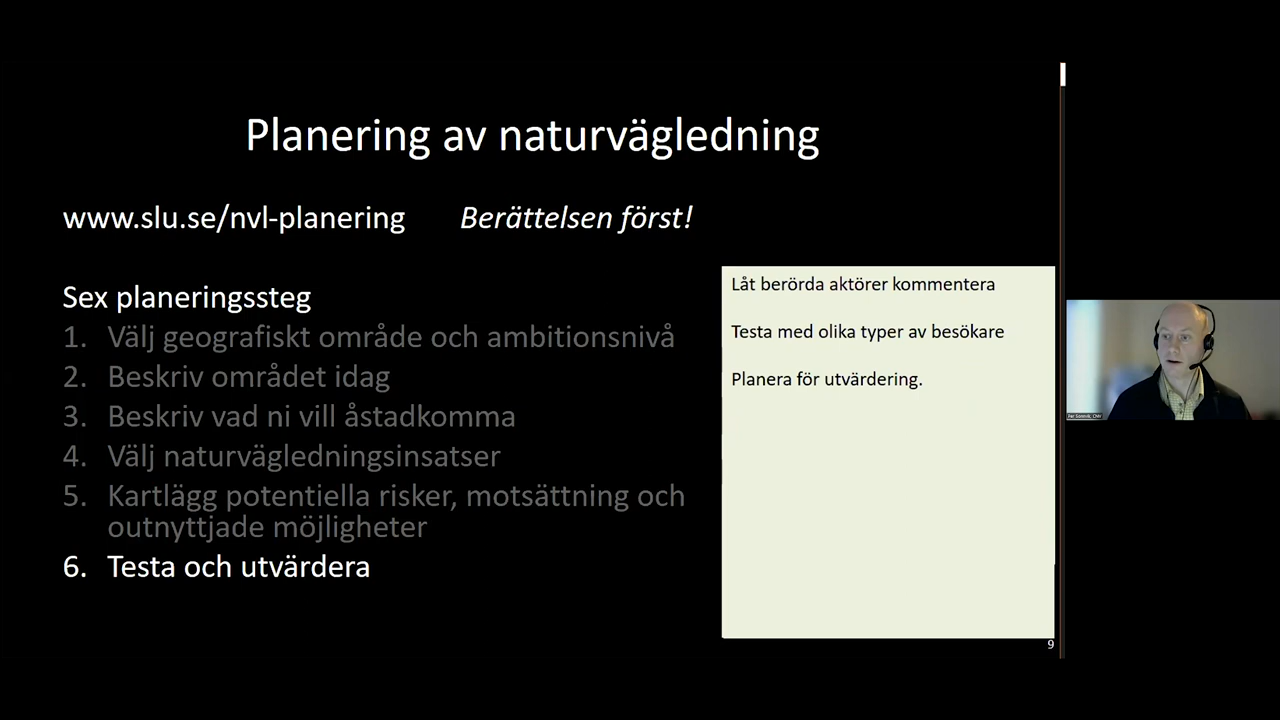 Planering av naturvägledning
www.slu.se/nvl-planering Berättelsen först!
Sex planeringssteg
1. Välj geografiskt område och ambitionsnivå
2. Beskriv området idag
3. Beskriv vad ni vill åstadkomma
4. Välj naturvägledningsinsatser
5. Kartlägg potentiella risker, motsättning och
outnyttjade möjligheter
6. Testa och utvärdera
Låt berörda aktörer kommentera
Testa med olika typer av besökare
Planera för utvärdering.
9